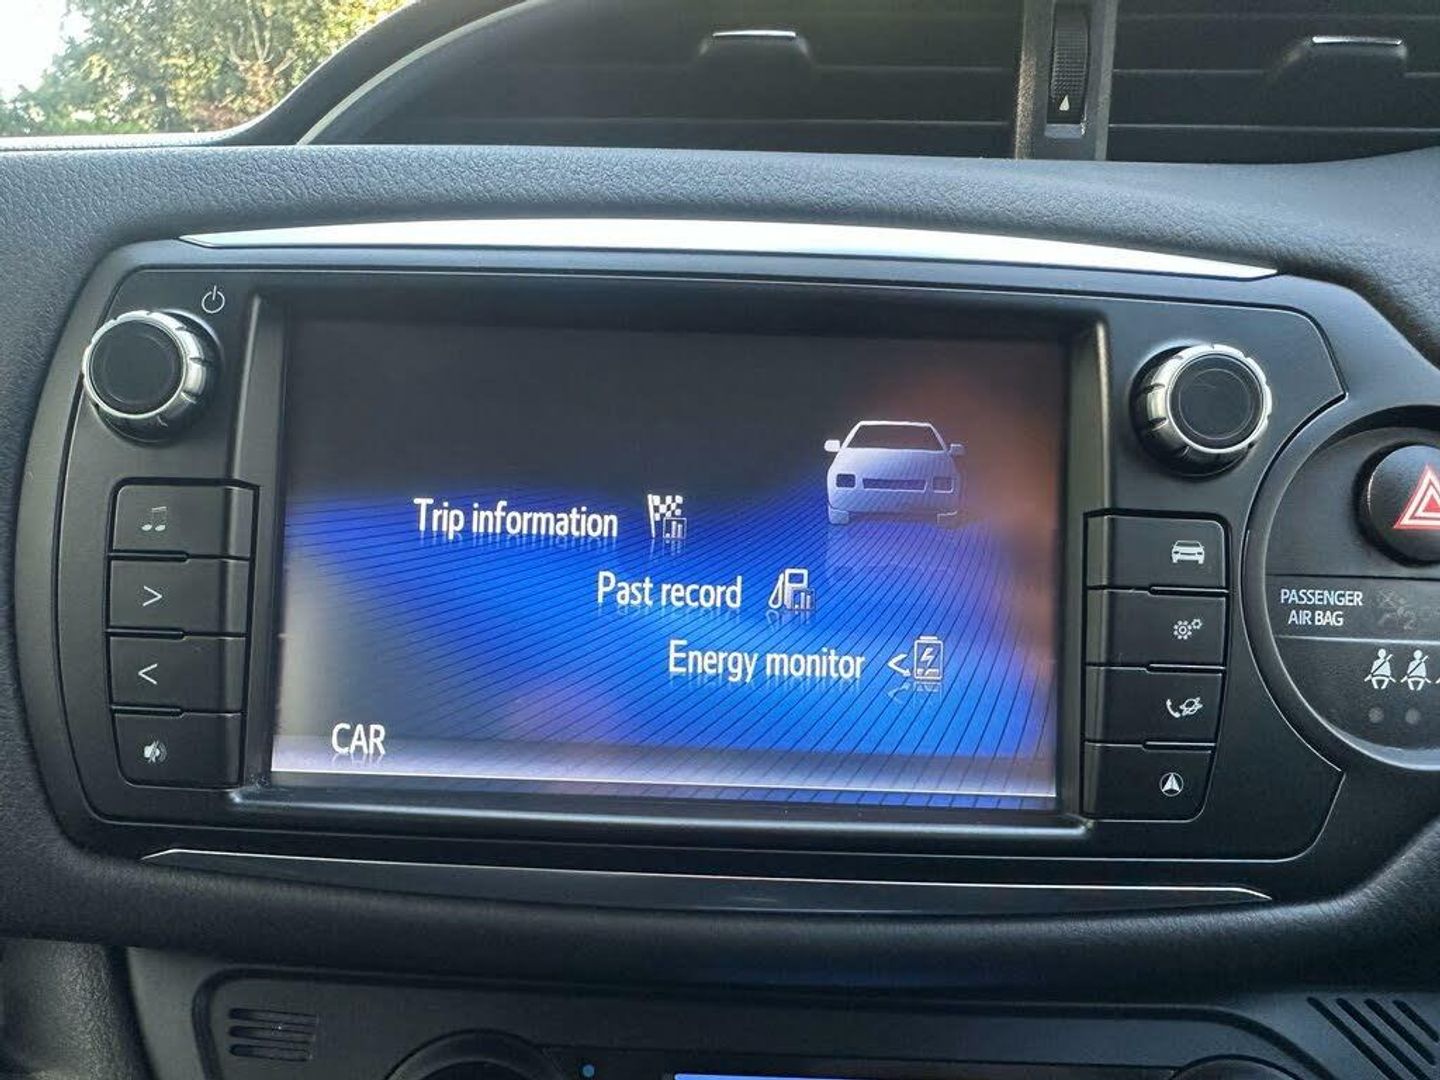 Trip information
Past record
Energy monitor
CAR
PASSENGER
AIR BAG